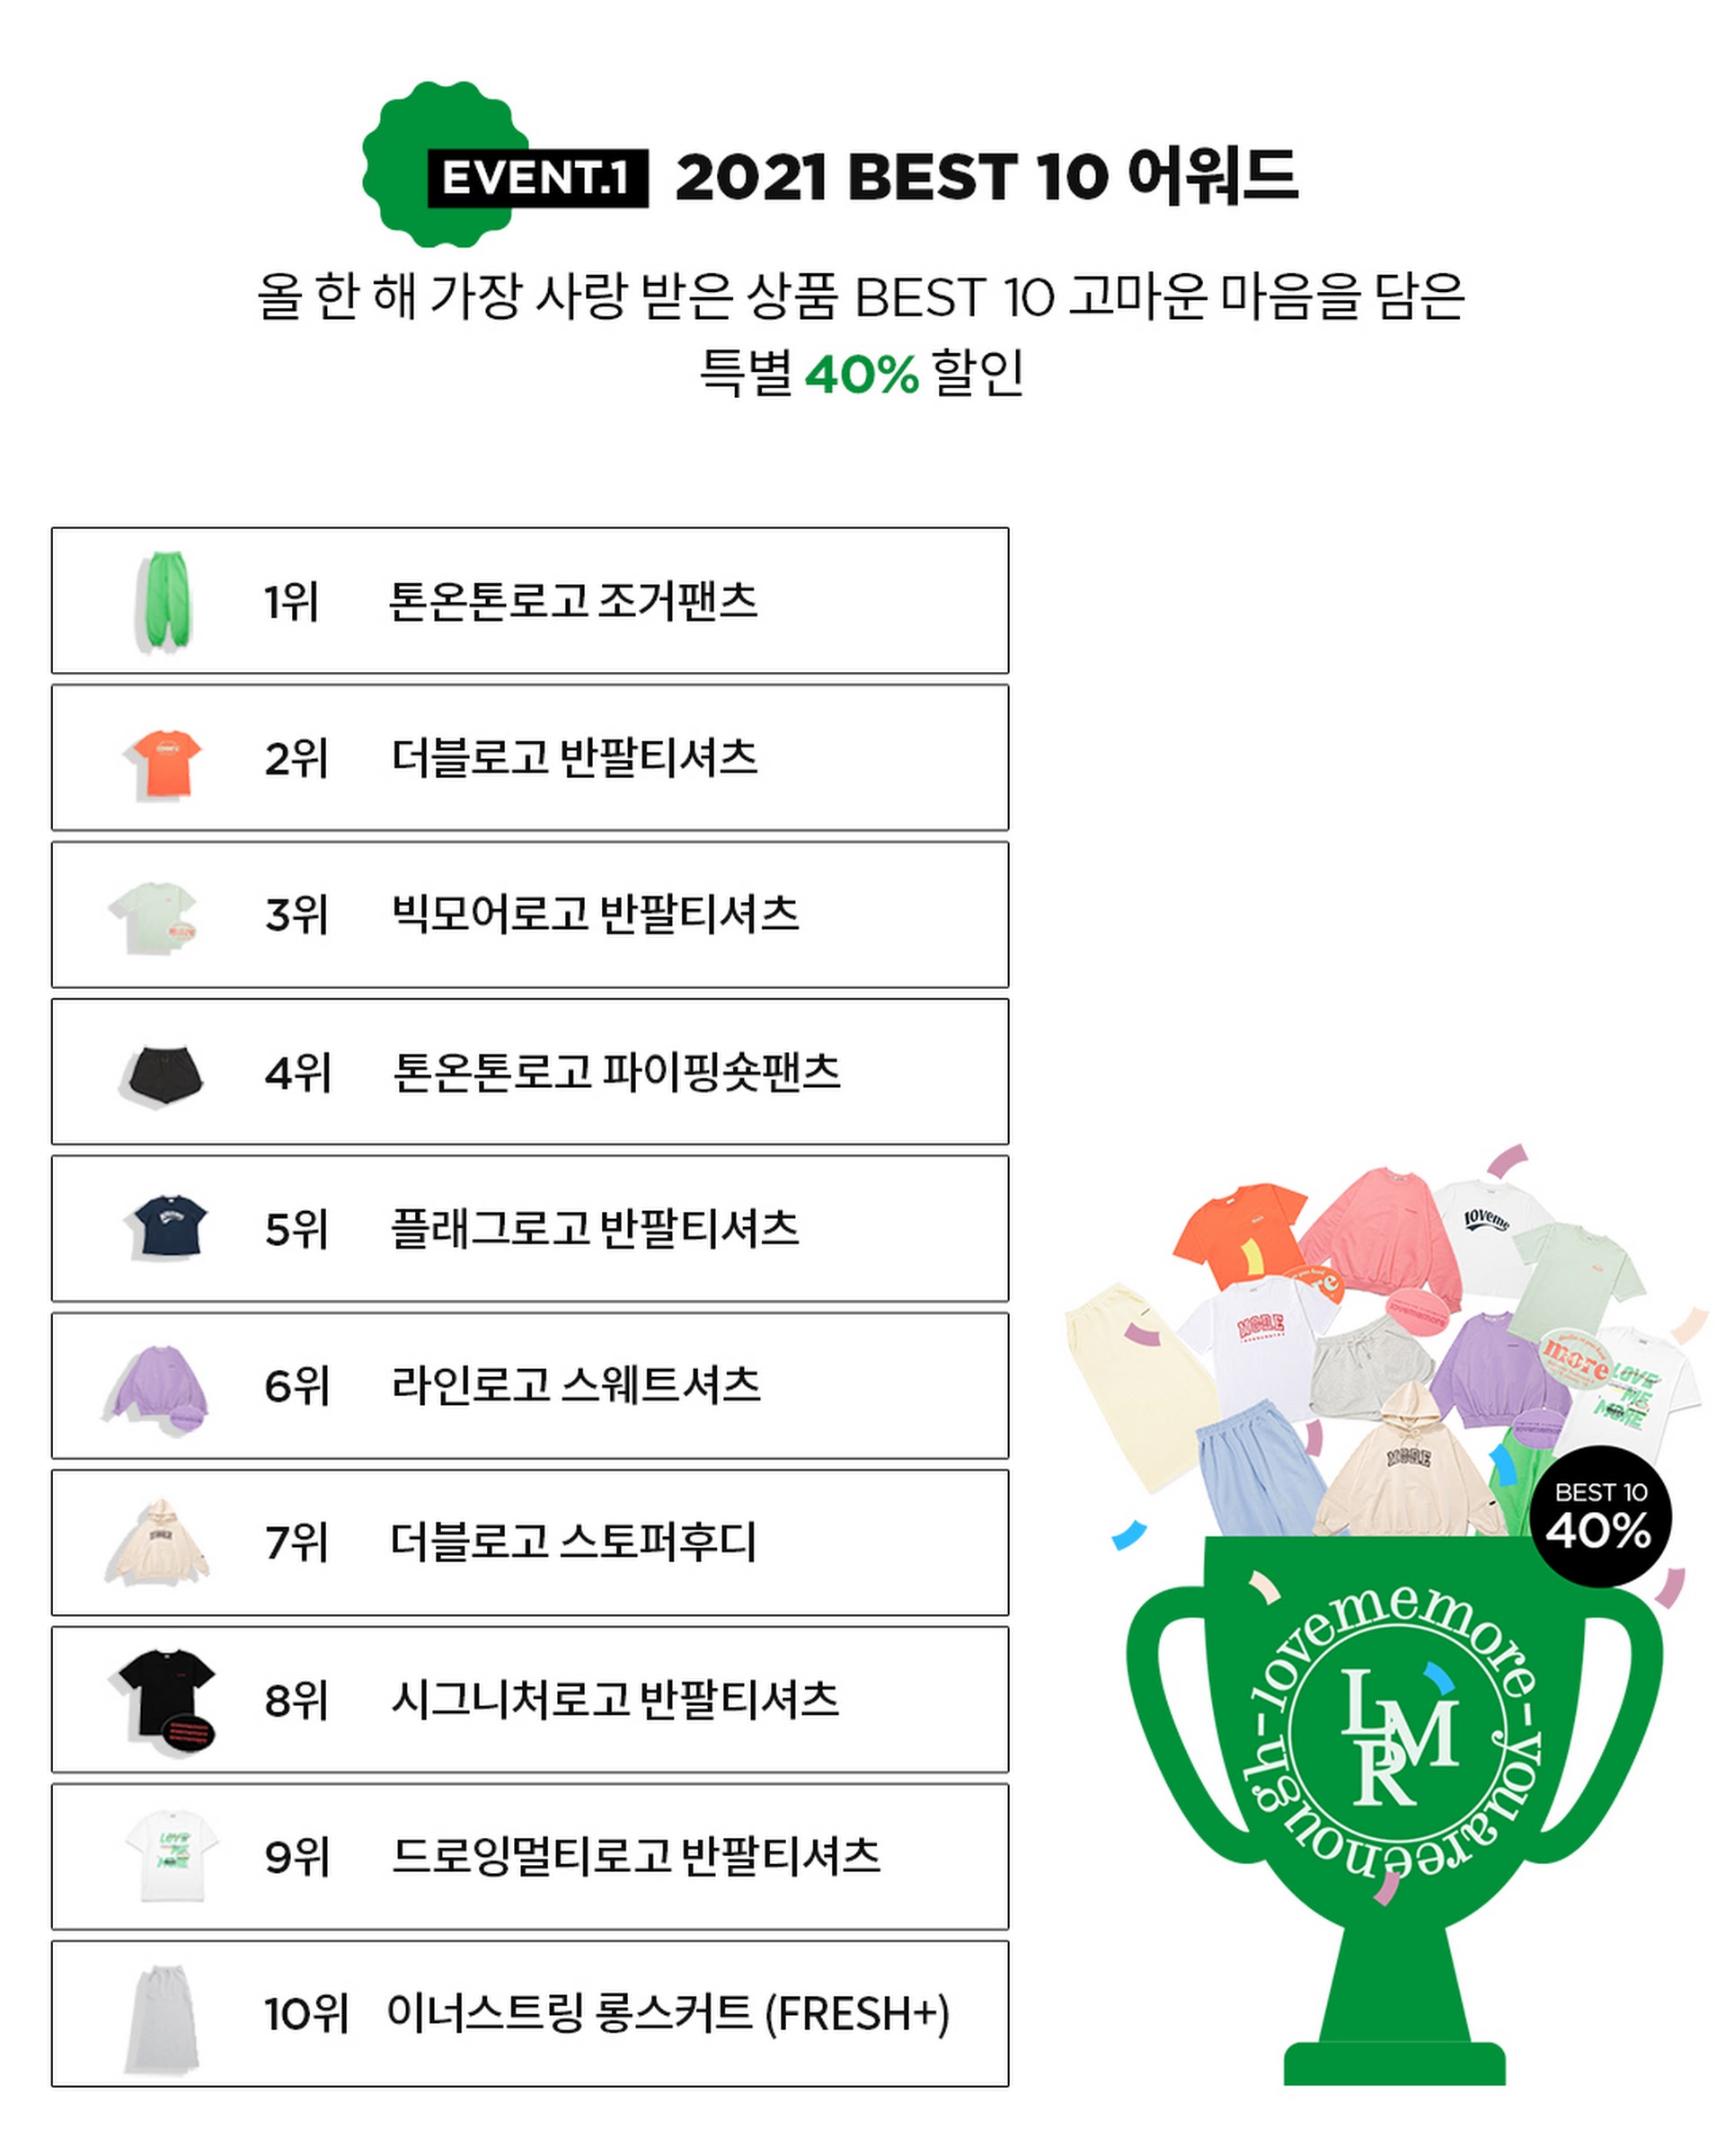 EVENT.1 2021 BEST 10 어워드
올 한 해 가장 사랑 받은 상품 BEST 10 고마운 마음을 담은
특별 40% 할인
1위 톤온톤로고 조거팬츠
2위 더블로고 반팔티셔츠
3위 빅모어로고 반팔티셔츠
4위 톤온톤로고 파이핑숏팬츠
5위 플래그로고 반팔티셔츠
6위 라인로고 스웨트셔츠
7위 더블로고 스토퍼후디
8위 시그니처로고 반팔티셔츠
9위 드로잉멀티로고 반팔티셔츠
10위 이너스트링 롱스커트 (FRESH+)
loveme
MORE
more
LOVE
ME
MORE
MORE
BEST 10
40%
lovememore-youareenough-
LMR